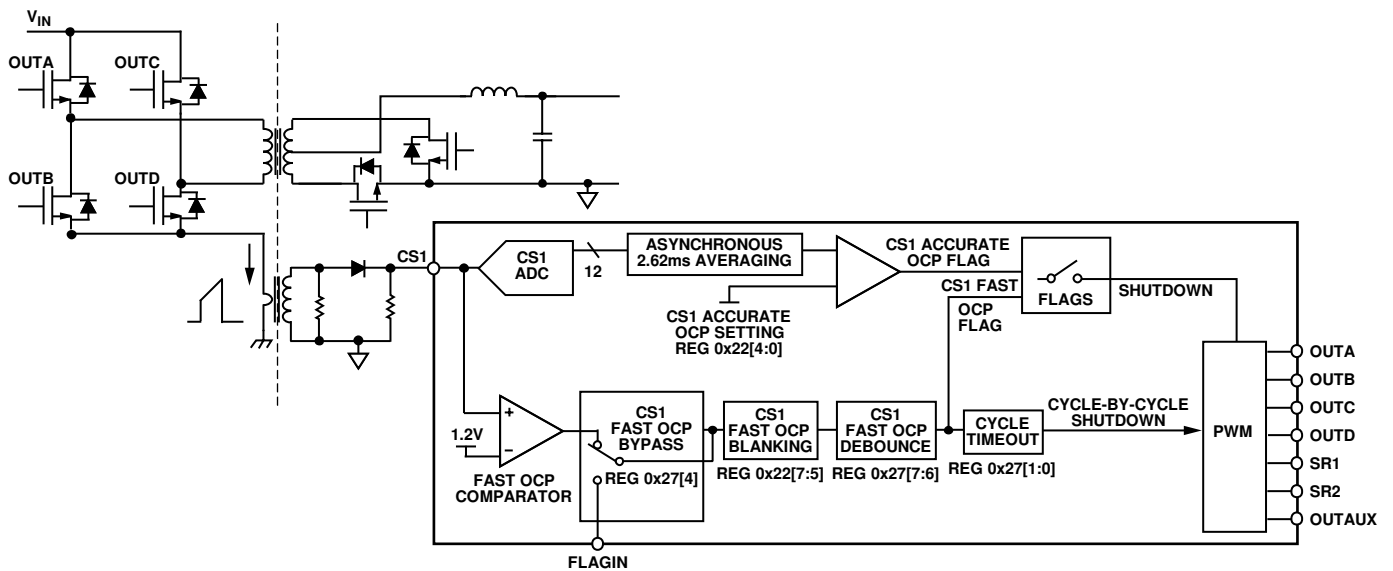 VIN
OUTA
OUTC
OUTB
OUTD
CS1
CS1
ADC
12
ASYNCHRONOUS
2.62ms AVERAGING
CS1 ACCURATE
OCP SETTING
REG 0x22[4:0]
CS1 ACCURATE
OCP FLAG
CS1 FAST
OCP
FLAG
FLAGS
SHUTDOWN
1.2V
+
−
FAST OCP
COMPARATOR
CS1
FAST OCP
BYPASS
REG 0x27[4]
FLAGIN
CS1
FAST OCP
BLANKING
REG 0x22[7:5]
CS1
FAST OCP
DEBOUNCE
REG 0x27[7:6]
CYCLE
TIMEOUT
REG 0x27[1:0]
CYCLE-BY-CYCLE
SHUTDOWN
PWM
OUTA
OUTB
OUTC
OUTD
SR1
SR2
OUTAUX